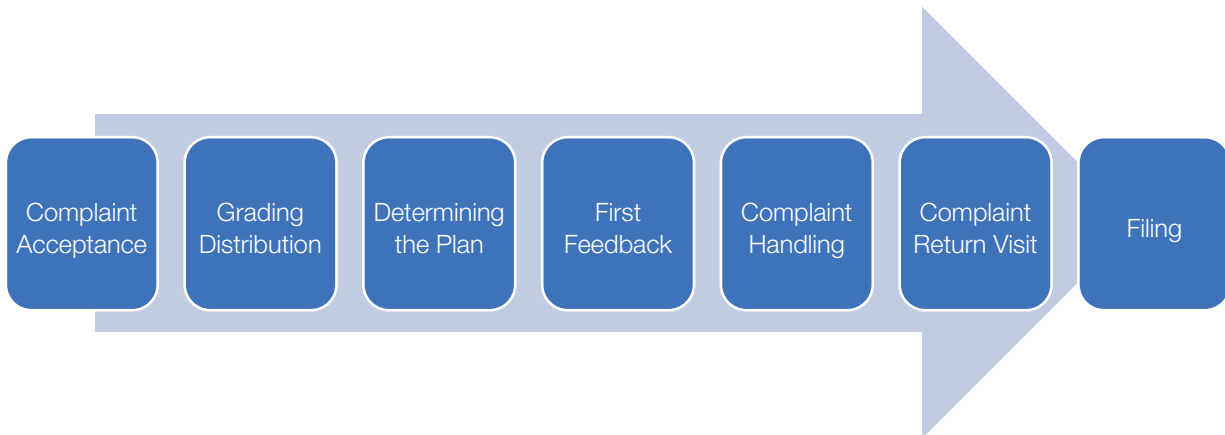 Complaint
Acceptance
Grading
Distribution
Determining
the Plan
First
Feedback
Complaint
Handling
Complaint
Return Visit
Filing